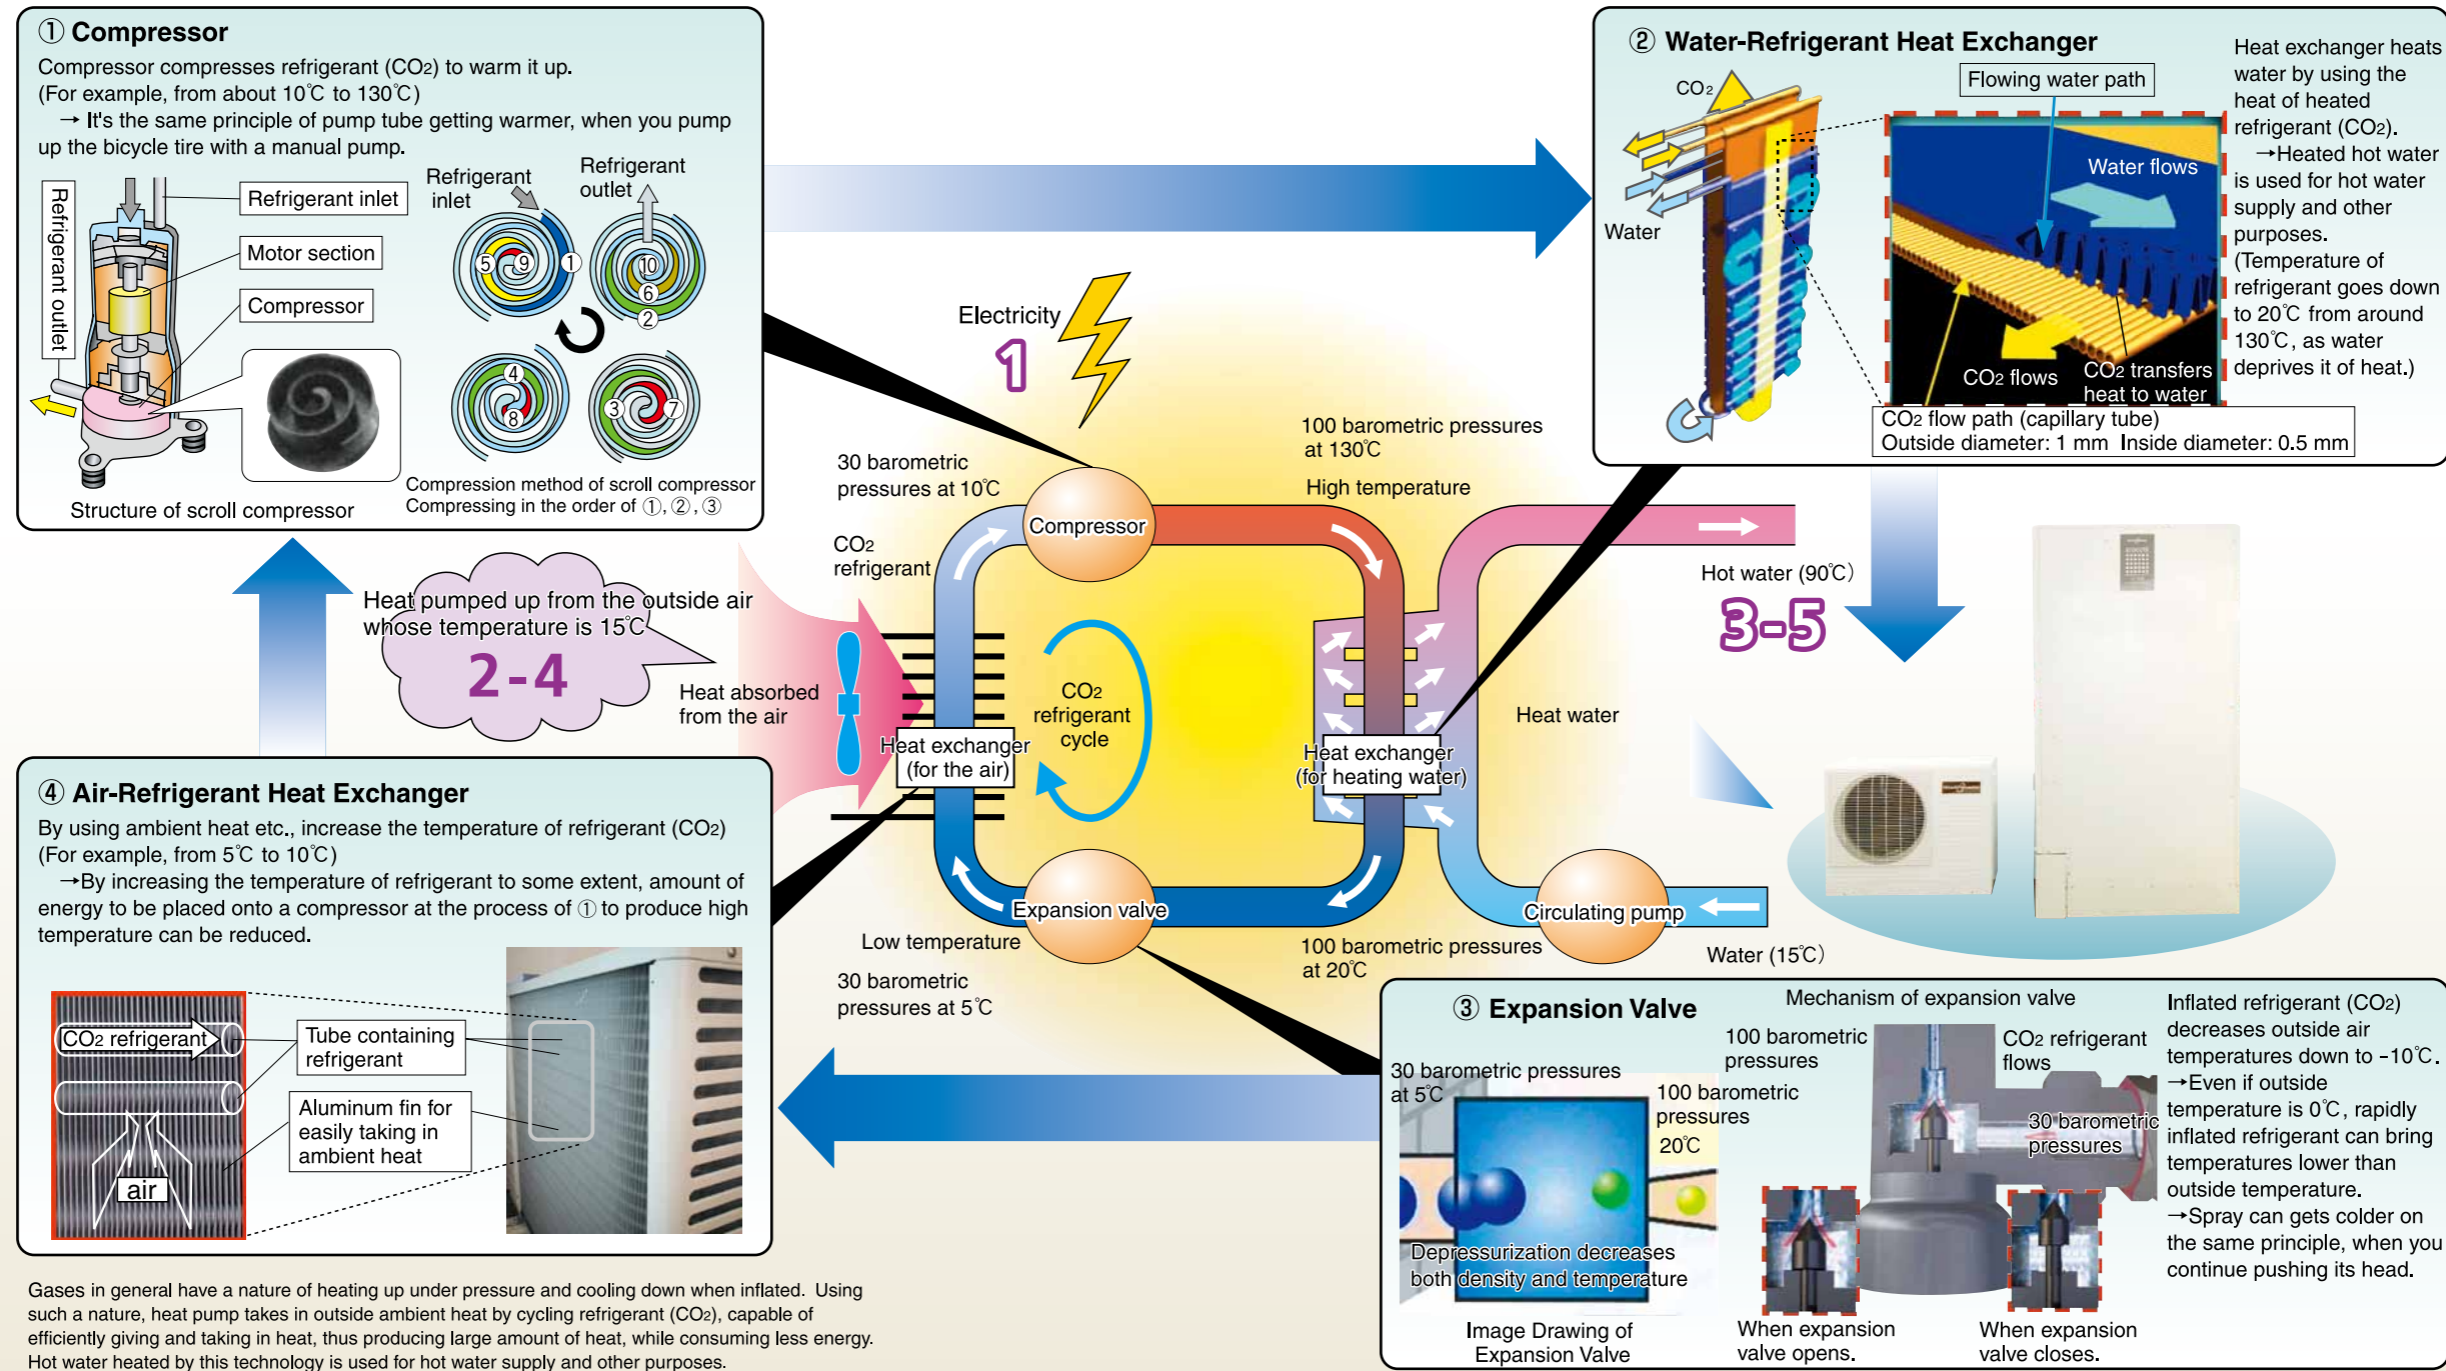 ① Compressor
Compressor compresses refrigerant (CO2) to warm it up.
(For example, from about 10℃ to 130℃)
→ It's the same principle of pump tube getting warmer, when you pump
up the bicycle tire with a manual pump.
Refrigerant outlet
Refrigerant inlet
Motor section
Compressor
Structure of scroll compressor
Refrigerant
inlet
Refrigerant
outlet
⑤ ⑨ ①
⑩
⑥
②
④
⑧
③ ⑦
Compression method of scroll compressor
Compressing in the order of ①, ②, ③
② Water-Refrigerant Heat Exchanger
CO2
Water
Flowing water path
Water flows
CO2 flows
CO2 transfers
heat to water
CO2 flow path (capillary tube)
Outside diameter: 1 mm Inside diameter: 0.5 mm
Heat exchanger heats
water by using the
heat of heated
refrigerant (CO2).
→Heated hot water
is used for hot water
supply and other
purposes.
(Temperature of
refrigerant goes down
to 20℃ from around
130℃, as water
deprives it of heat.)
Electricity
1
30 barometric
pressures at 10℃
CO2
refrigerant
Compressor
100 barometric pressures
at 130℃
High temperature
Heat pumped up from the outside air
whose temperature is 15℃
2-4
Heat absorbed
from the air
Heat exchanger
(for the air)
CO2
refrigerant
cycle
Heat exchanger
(for heating water)
Hot water (90℃)
3-5
Heat water
Low temperature
30 barometric
pressures at 5℃
Expansion valve
100 barometric pressures
at 20℃
Circulating pump
Water (15℃)
④ Air-Refrigerant Heat Exchanger
By using ambient heat etc., increase the temperature of refrigerant (CO2)
(For example, from 5℃ to 10℃)
→By increasing the temperature of refrigerant to some extent, amount of
energy to be placed onto a compressor at the process of ① to produce high
temperature can be reduced.
CO2 refrigerant
air
Tube containing
refrigerant
Aluminum fin for
easily taking in
ambient heat
③ Expansion Valve
30 barometric pressures
at 5℃
100 barometric
pressures
20℃
Depressurization decreases
both density and temperature
Image Drawing of
Expansion Valve
Mechanism of expansion valve
100 barometric
pressures
CO2 refrigerant
flows
30 barometric
pressures
When expansion
valve opens.
When expansion
valve closes.
Inflated refrigerant (CO2)
decreases outside air
temperatures down to -10℃.
→Even if outside
temperature is 0℃, rapidly
inflated refrigerant can bring
temperatures lower than
outside temperature.
→Spray can gets colder on
the same principle, when you
continue pushing its head.
Gases in general have a nature of heating up under pressure and cooling down when inflated. Using
such a nature, heat pump takes in outside ambient heat by cycling refrigerant (CO2), capable of
efficiently giving and taking in heat, thus producing large amount of heat, while consuming less energy.
Hot water heated by this technology is used for hot water supply and other purposes.